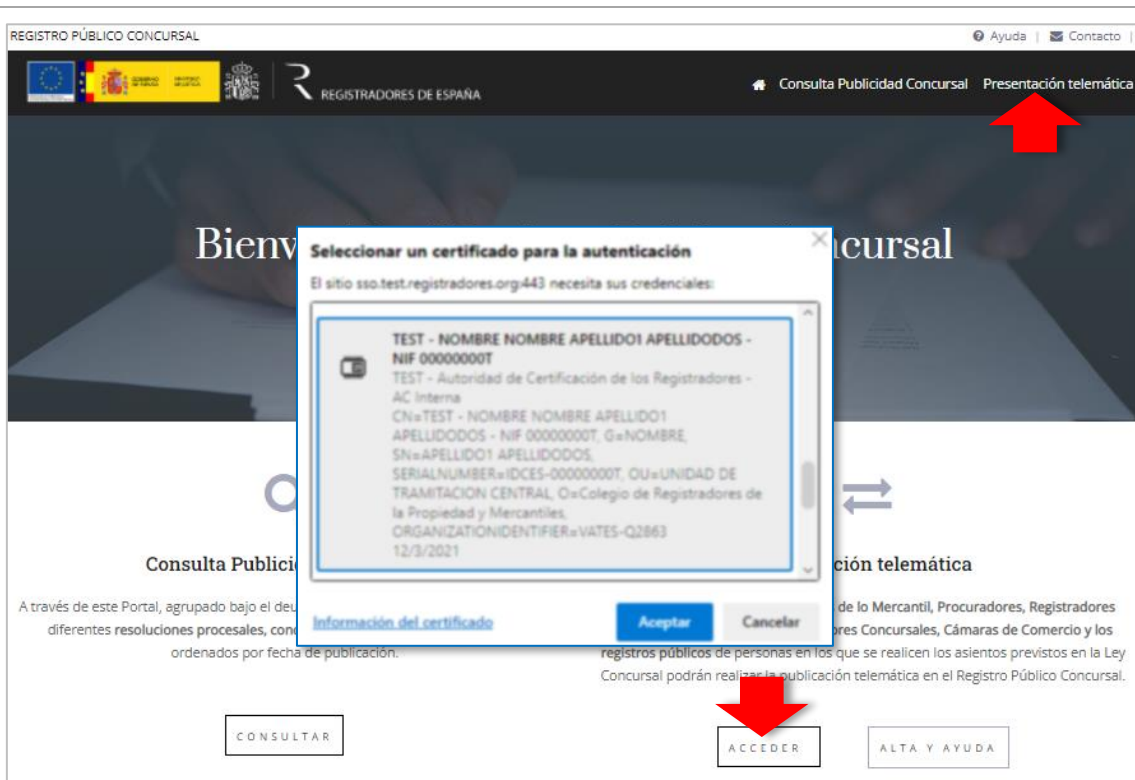 REGISTRO PÚBLICO CONCURSAL
Ayuda | Contacto |
REGISTRADORES DE ESPAÑA
Consulta Publicidad Concursal Presentación telemática
Bienv
ncursal
Seleccionar un certificado para la autenticación
El sitio sso.test.registradores.org:443 necesita sus credenciales:
TEST - NOMBRE NOMBRE APELLIDO1 APELLIDODOS -
NIF 00000000T
TEST - Autoridad de Certificación de los Registradores -
AC Interna
CN=TEST - NOMBRE NOMBRE APELLIDO1
APELLIDODOS - NIF 00000000T, G=NOMBRE,
SN=APELLIDO1 APELLIDODOS,
SERIALNUMBER=IDCES-00000000T, OU=UNIDAD DE
TRAMITACION CENTRAL, O=Colegio de Registradores de
la Propiedad y Mercantiles,
ORGANIZATIONIDENTIFIER=VATES-Q2863
12/3/2021
Información del certificado
Aceptar Cancelar
Consulta Publici
A través de este Portal, agrupado bajo el deu
diferentes resoluciones procesales, conc
ordenados por fecha de publicación.
CONSULTAR
ción telemática
de lo Mercantil, Procuradores, Registradores
ores Concursales, Cámaras de Comercio y los
registros públicos de personas en los que se realicen los asientos previstos en la Ley
Concursal podrán realizar la publicación telemática en el Registro Público Concursal.
ACCEDER
ALTA Y AYUDA